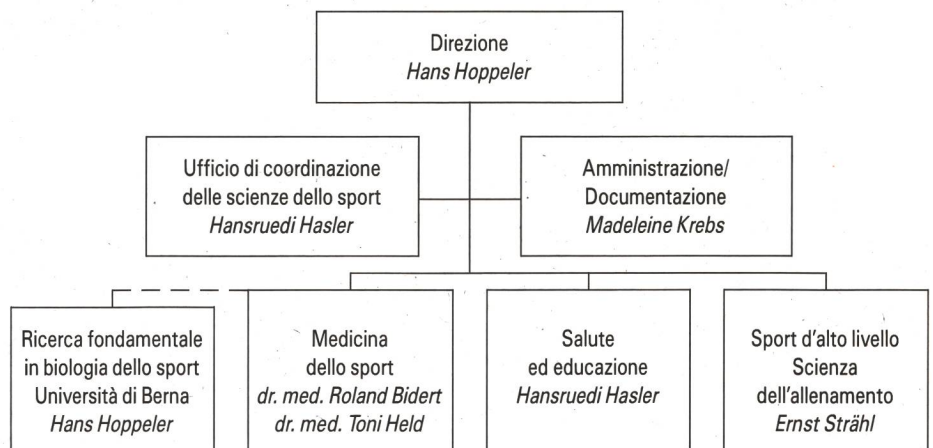 Direzione
Hans Hoppeler
Ufficio di coordinazione
delle scienze dello sport
Hansruedi Hasler
Amministrazione/
Documentazione
Madeleine Krebs
Ricerca fondamentale
in biologia dello sport
Università di Berna
Hans Hoppeler
Medicina
dello sport
dr. med. Roland Bidert
dr. med. Toni Held
Salute
ed educazione
Hansruedi Hasler
Sport d'alto livello
Scienza
dell'allenamento
Ernst Strähl